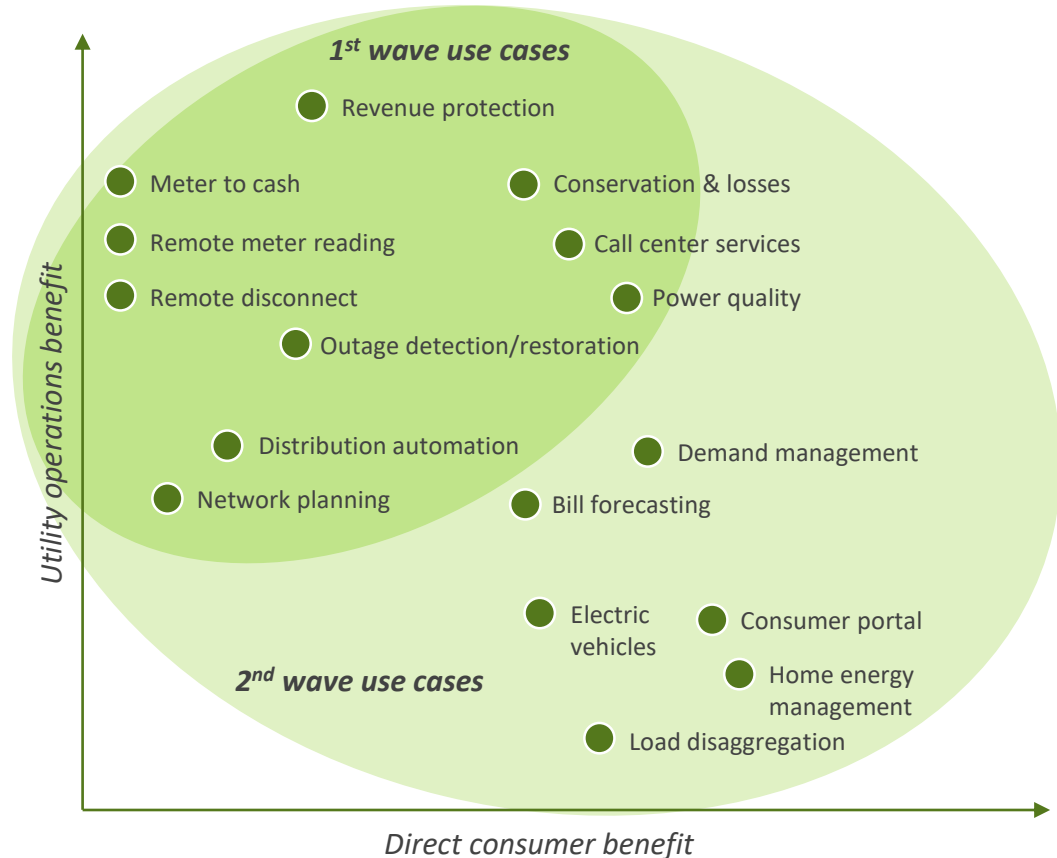 1st wave use cases
Revenue protection
Meter to cash
Conservation & losses
Remote meter reading
Call center services
Remote disconnect
Power quality
Outage detection/restoration
Distribution automation
Demand management
Network planning
Bill forecasting
Electric
vehicles
Consumer portal
Home energy
management
2nd wave use cases
Load disaggregation
Utility operations benefit
Direct consumer benefit